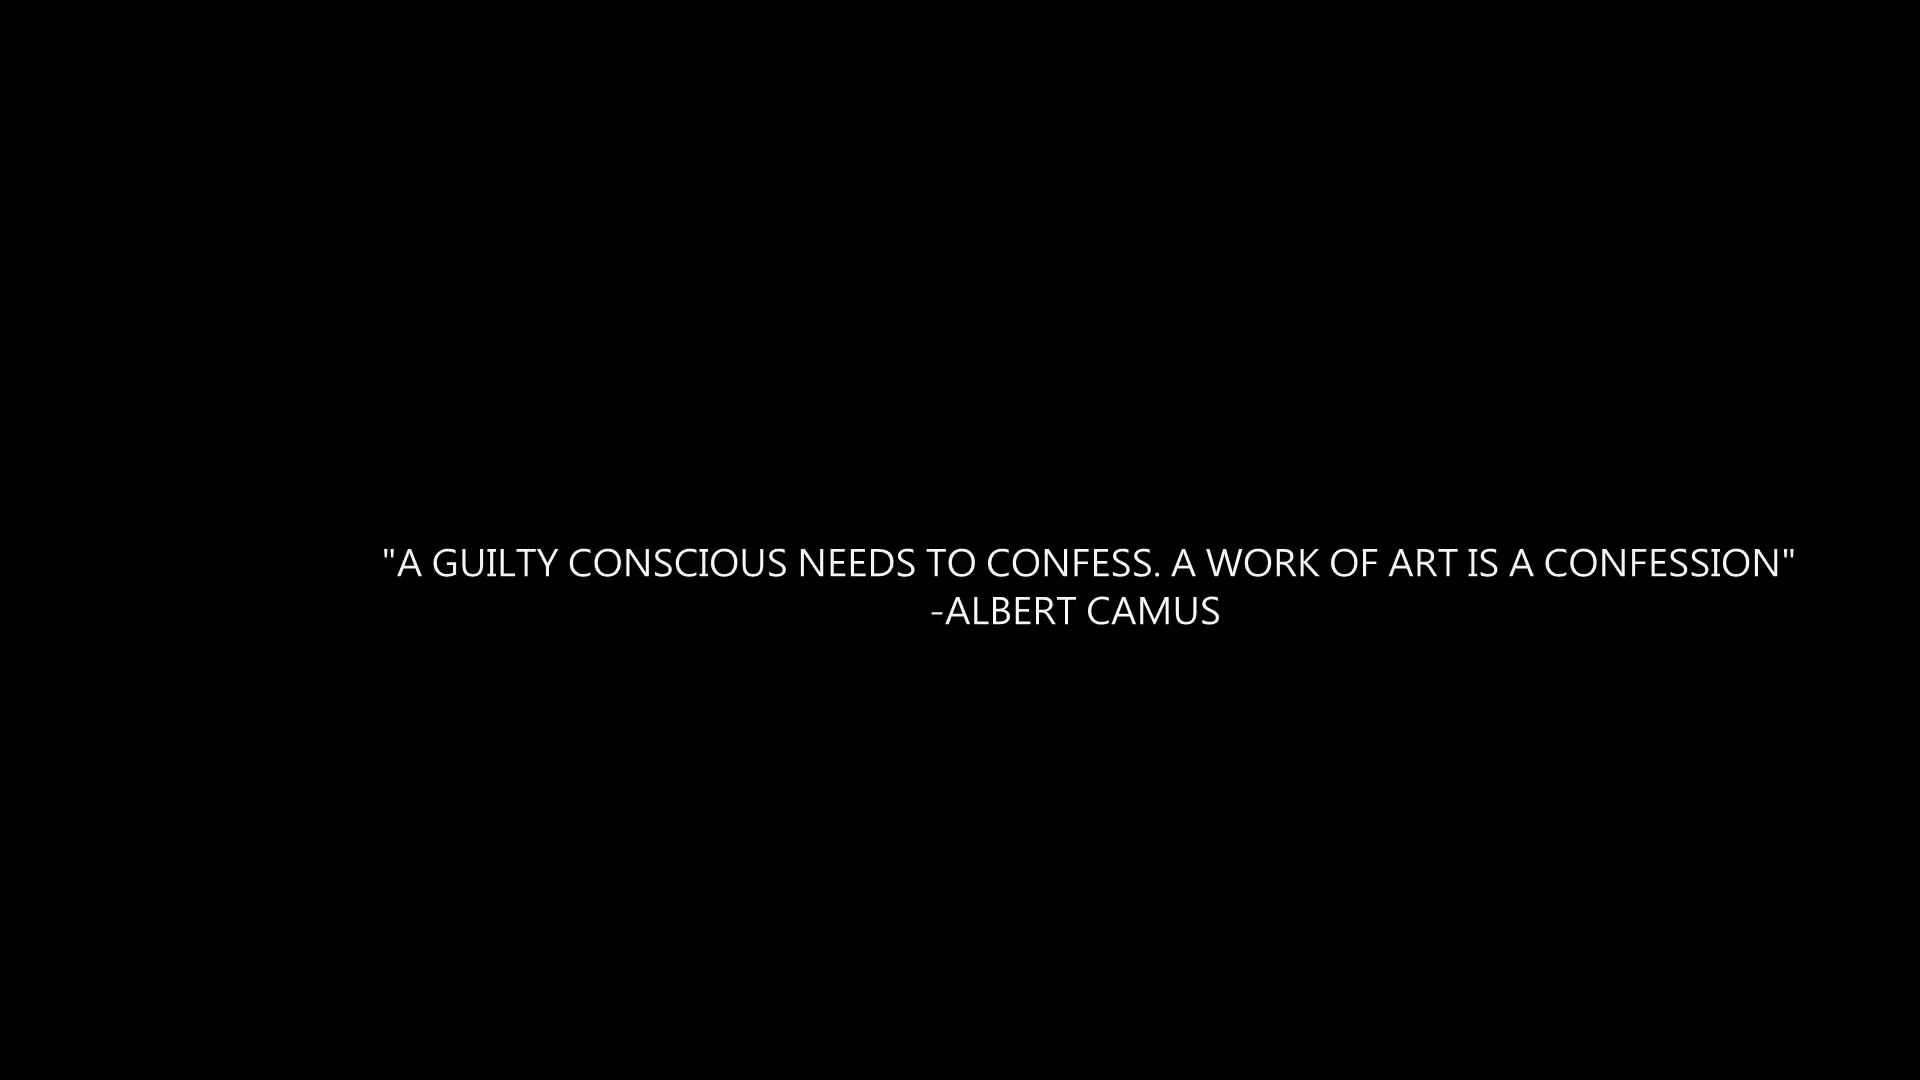 "A GUILTY CONSCIOUS NEEDS TO CONFESS. A WORK OF ART IS A CONFESSION"
-ALBERT CAMUS